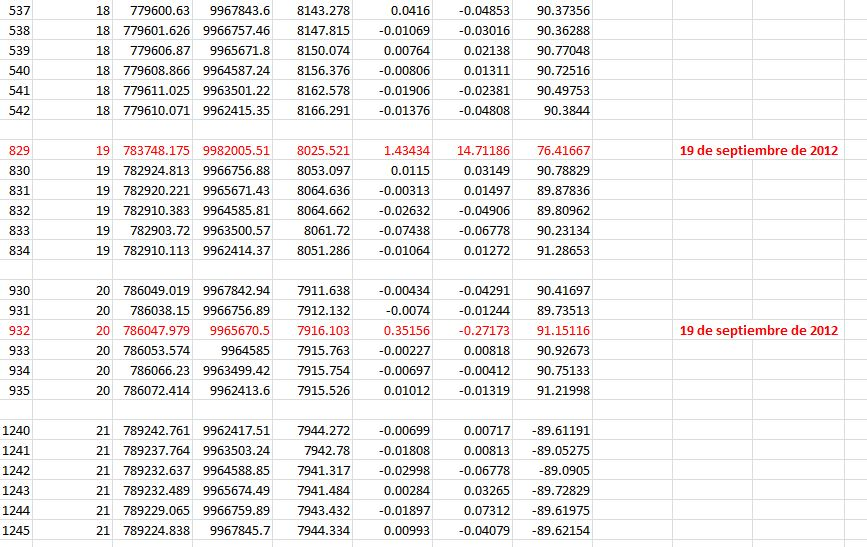 537 18 779600.63 9967843.6 8143.278 0.0416 -0.04853 90.37356
538 18 779601.626 9966757.46 8147.815 -0.01069 -0.03016 90.36288
539 18 779606.87 9965671.8 8150.074 0.00764 0.02138 90.77048
540 18 779608.866 9964587.24 8156.376 -0.00806 0.01311 90.72516
541 18 779611.025 9963501.22 8162.578 -0.01906 -0.02381 90.49753
542 18 779610.071 9962415.35 8166.291 -0.01376 -0.04808 90.3844
829 19 783748.175 9982005.51 8025.521 1.43434 14.71186 76.41667 19 de septiembre de 2012
830 19 782924.813 9966756.88 8053.097 0.0115 0.03149 90.78829
831 19 782920.221 9965671.43 8064.636 -0.00313 0.01497 89.87836
832 19 782910.383 9964585.81 8064.662 -0.02632 -0.04906 89.80962
833 19 782903.72 9963500.57 8061.72 -0.07438 -0.06778 90.23134
834 19 782910.113 9962414.37 8051.286 -0.01064 0.01272 91.28653
930 20 786049.019 9967842.94 7911.638 -0.00434 -0.04291 90.41697
931 20 786038.15 9966756.89 7912.132 -0.0074 -0.01244 89.73513
932 20 786047.979 9965670.5 7916.103 0.35156 -0.27173 91.15116 19 de septiembre de 2012
933 20 786053.574 9964585 7915.763 -0.00227 0.00818 90.92673
934 20 786066.23 9963499.42 7915.754 -0.00697 -0.00412 90.75133
935 20 786072.414 9962413.6 7915.526 0.01012 -0.01319 91.21998
1240 21 789242.761 9962417.51 7944.272 -0.00699 0.00717 -89.61191
1241 21 789237.764 9963503.24 7942.78 -0.01808 0.00813 -89.05275
1242 21 789232.637 9964588.85 7941.317 -0.02998 -0.06778 -89.0905
1243 21 789232.489 9965674.49 7941.484 0.00284 0.03265 -89.72829
1244 21 789229.065 9966759.89 7943.432 -0.01897 0.07312 -89.61975
1245 21 789224.838 9967845.7 7944.334 0.00993 -0.04079 -89.62154